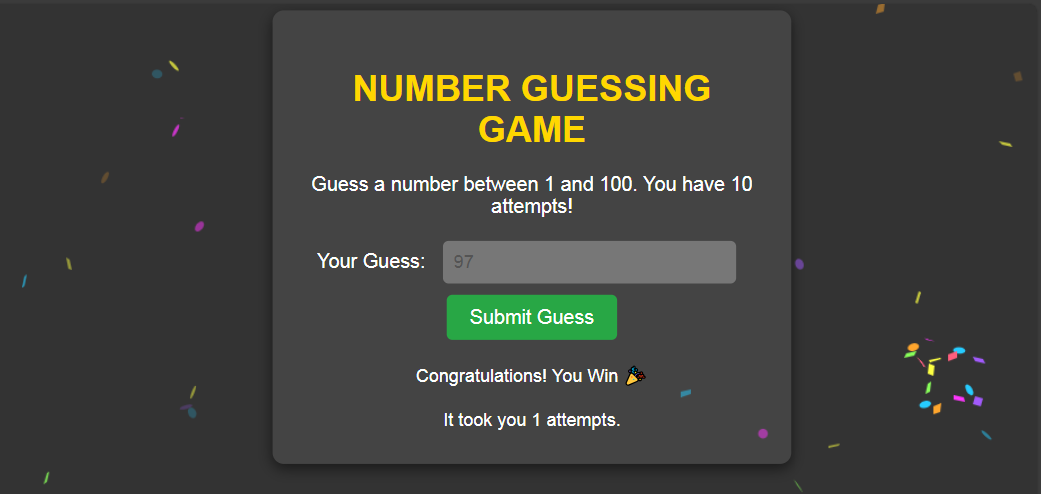 NUMBER GUESSING
GAME
Guess a number between 1 and 100. You have 10
attempts!
Your Guess: 97
Submit Guess
Congratulations! You Win 🎉
It took you 1 attempts.